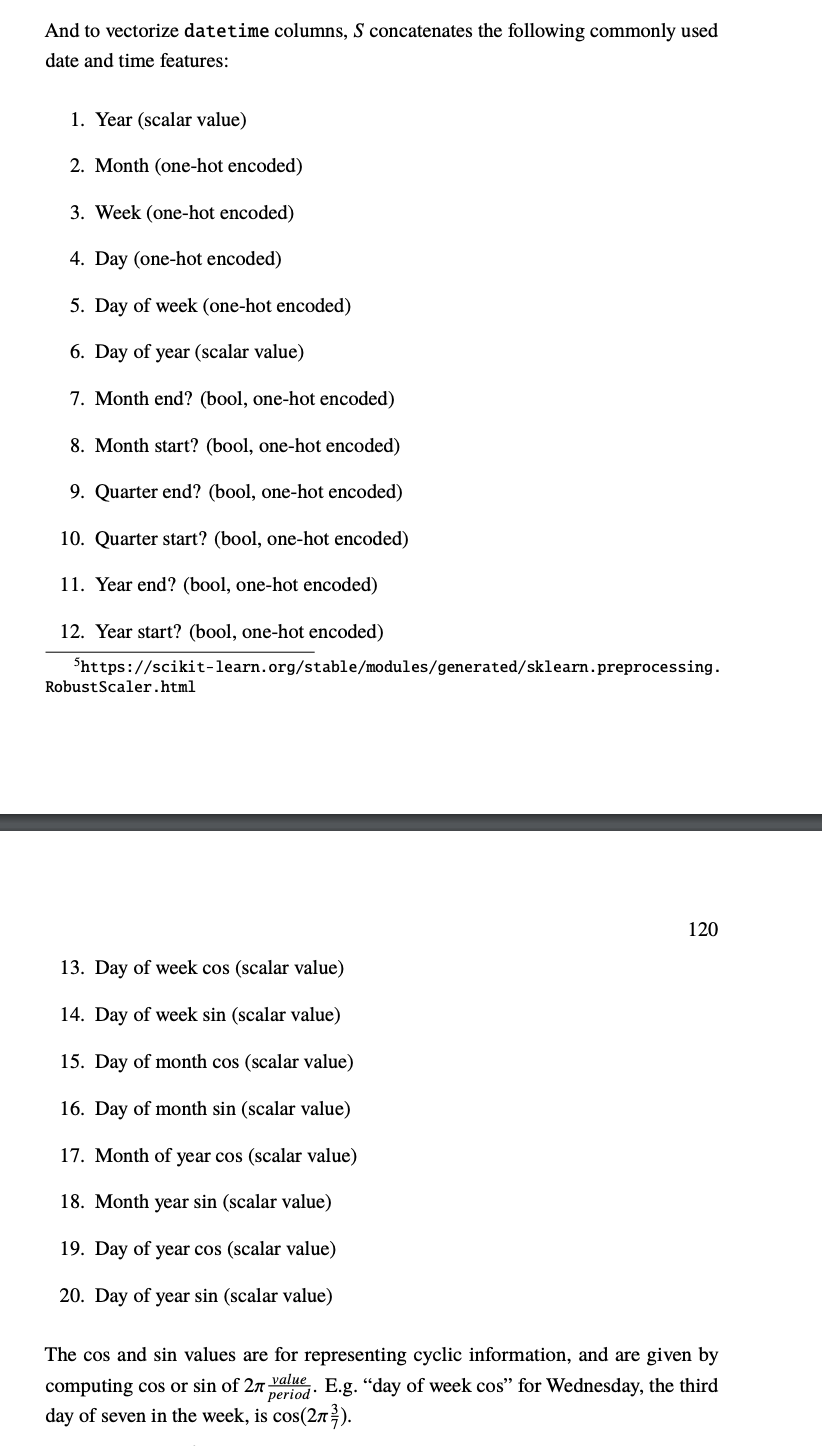 And to vectorize datetime columns, S concatenates the following commonly used
date and time features:
1. Year (scalar value)
2. Month (one-hot encoded)
3. Week (one-hot encoded)
4. Day (one-hot encoded)
5. Day of week (one-hot encoded)
6. Day of year (scalar value)
7. Month end? (bool, one-hot encoded)
8. Month start? (bool, one-hot encoded)
9. Quarter end? (bool, one-hot encoded)
10. Quarter start? (bool, one-hot encoded)
11. Year end? (bool, one-hot encoded)
12. Year start? (bool, one-hot encoded)
⁵https://scikit-learn.org/stable/modules/generated/sklearn.preprocessing.
RobustScaler.html
120
13. Day of week cos (scalar value)
14. Day of week sin (scalar value)
15. Day of month cos (scalar value)
16. Day of month sin (scalar value)
17. Month of year cos (scalar value)
18. Month year sin (scalar value)
19. Day of year cos (scalar value)
20. Day of year sin (scalar value)
The cos and sin values are for representing cyclic information, and are given by
computing cos or sin of 2π value/period. E.g. “day of week cos” for Wednesday, the third
day of seven in the week, is cos(2π 3/7).